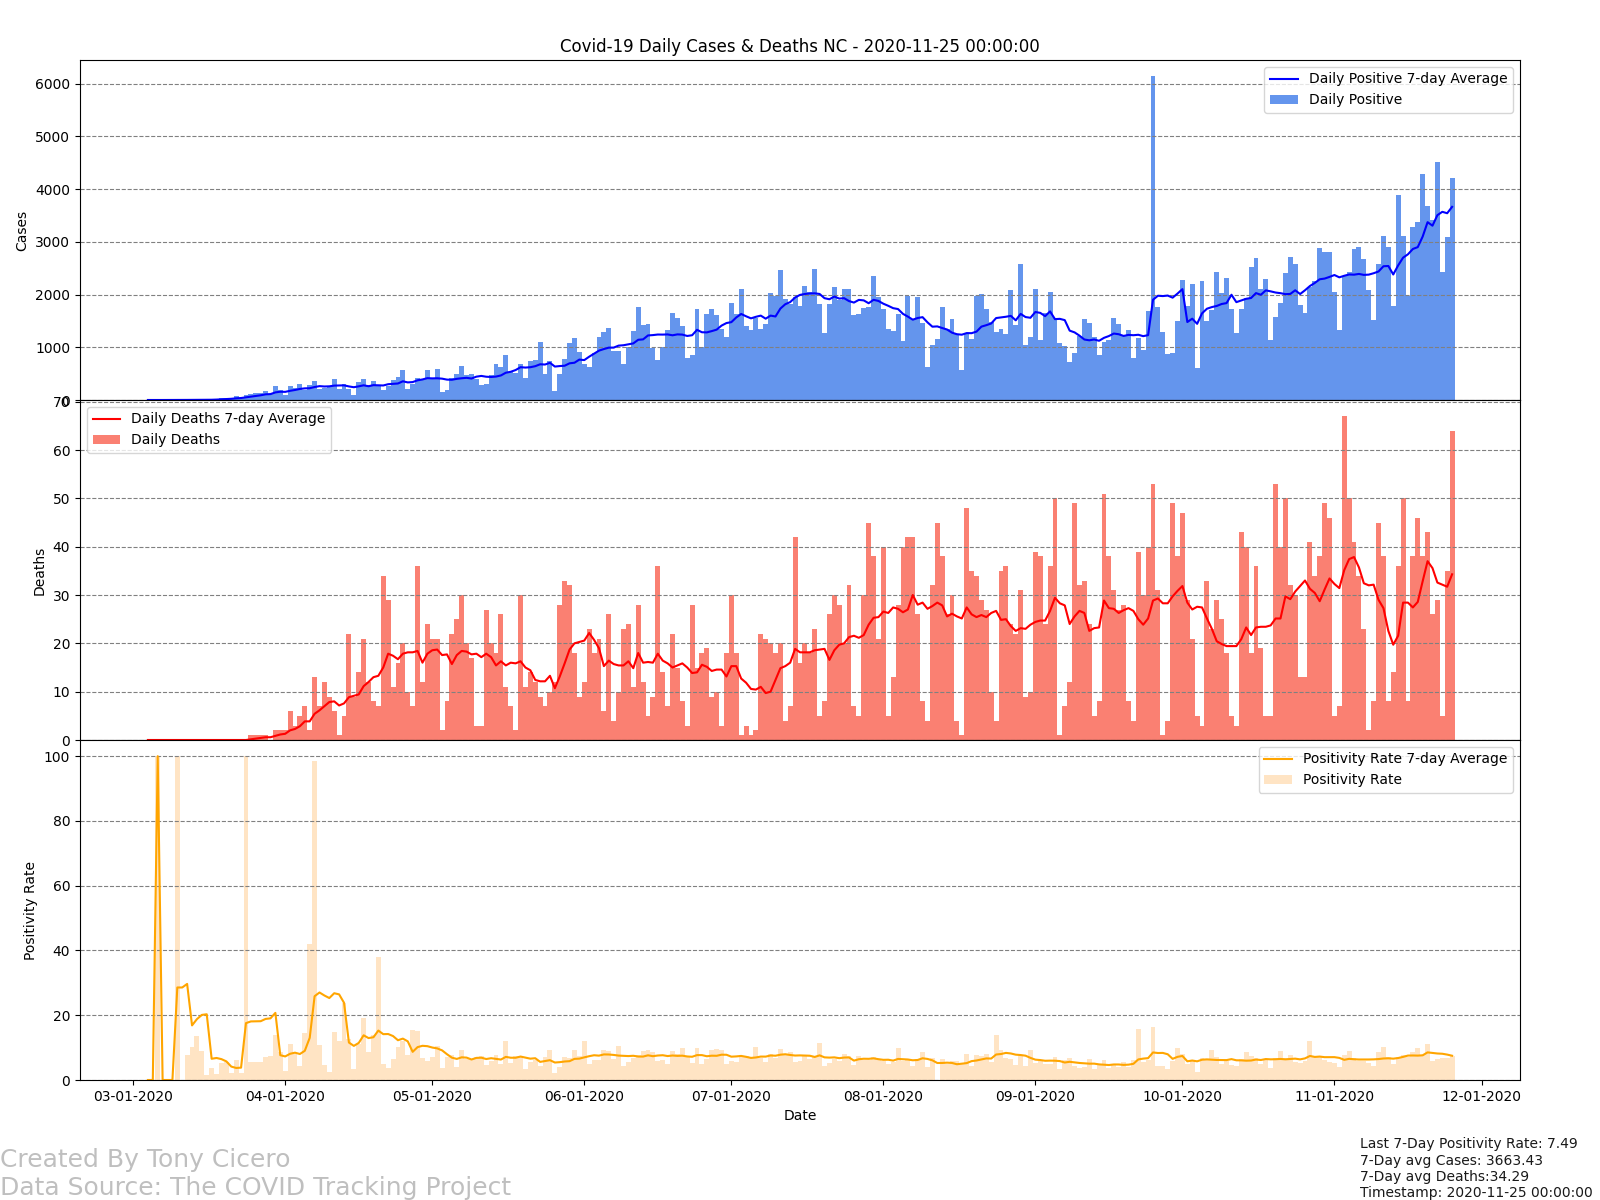 Covid-19 Daily Cases & Deaths NC - 2020-11-25 00:00:00
6000
5000
4000
3000
2000
1000
0
Cases
Daily Positive 7-day Average
Daily Positive
70
60
50
40
30
20
10
0
Deaths
Daily Deaths 7-day Average
Daily Deaths
100
80
60
40
20
0
Positivity Rate
Positivity Rate 7-day Average
Positivity Rate
03-01-2020 04-01-2020 05-01-2020 06-01-2020 07-01-2020 08-01-2020 09-01-2020 10-01-2020 11-01-2020 12-01-2020
Date
Created By Tony Cicero
Data Source: The COVID Tracking Project
Last 7-Day Positivity Rate: 7.49
7-Day avg Cases: 3663.43
7-Day avg Deaths:34.29
Timestamp: 2020-11-25 00:00:00